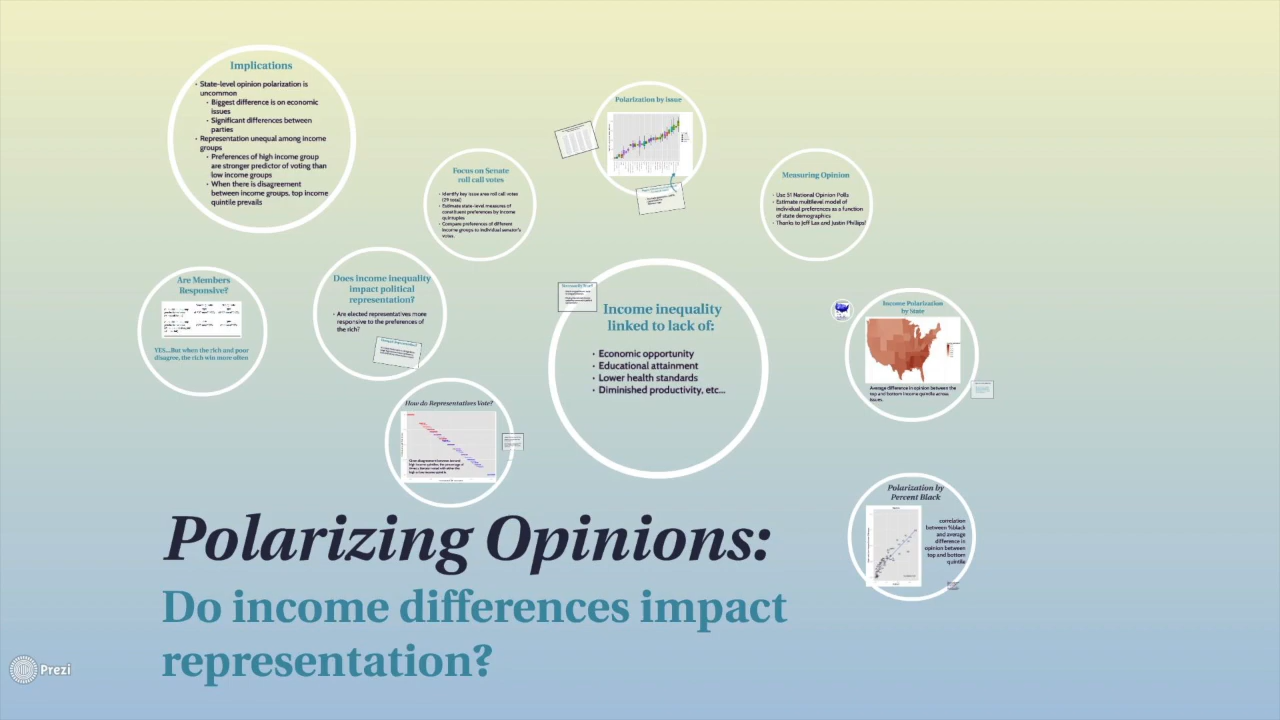 Implications
• State-level opinion polarization is
uncommon
• Biggest difference is on economic
issues
• Significant differences between
parties
• Representation unequal among income
groups
• Preferences of high income group
are stronger predictor of voting than
low income groups
• When there is disagreement
between income groups, top income
quintile prevails
Polarization by issue
Focus on Senate
roll call votes
• Identify key issue area roll call votes
(29 total)
• Estimate state-level measures of
constituent preferences by income
quintuples
• Compare preferences of different
income groups to individual senator's
votes.
Measuring Opinion
• Use 51 National Opinion Polls
• Estimate multilevel model of
individual preferences as a function
of state demographics
• Thanks to Jeff Lax and Justin Phillips!
Are Members
Responsive?
YES...But when the rich and poor
disagree, the rich win more often
Does income inequality
impact political
representation?
• Are elected representatives more
responsive to the preferences of
the rich?
Income inequality
linked to lack of:
• Economic opportunity
• Educational attainment
• Lower health standards
• Diminished productivity, etc...
Income Polarization
by State
Average difference in opinion between the
top and bottom income quintile across
issues.
How do Representatives Vote?
Polarization by
Percent Black
correlation
between %black
and average
difference in
opinion between
top and bottom
quintile
Polarizing Opinions:
Do income differences impact
representation?
Prezi